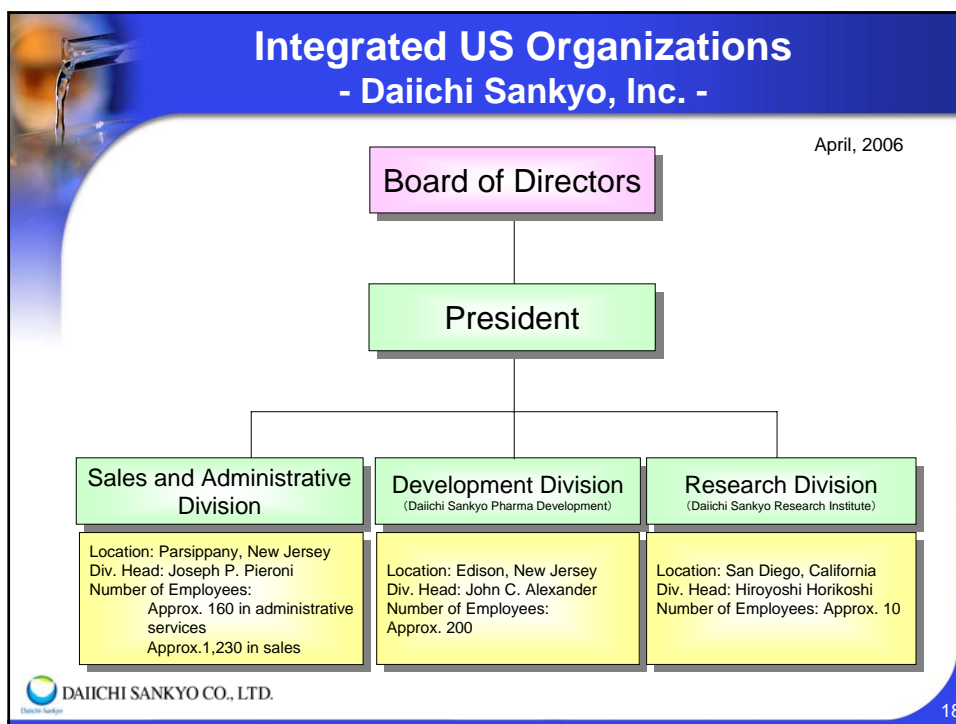 Integrated US Organizations
- Daiichi Sankyo, Inc. -
April, 2006
Board of Directors
President
Sales and Administrative
Division
Location: Parsippany, New Jersey
Div. Head: Joseph P. Pieroni
Number of Employees:
Approx. 160 in administrative
services
Approx.1,230 in sales
Development Division
（Daiichi Sankyo Pharma Development）
Location: Edison, New Jersey
Div. Head: John C. Alexander
Number of Employees:
Approx. 200
Research Division
（Daiichi Sankyo Research Institute）
Location: San Diego, California
Div. Head: Hiroyoshi Horikoshi
Number of Employees: Approx. 10
DAIICHI SANKYO CO., LTD.
Daiichi-Sankyo
18